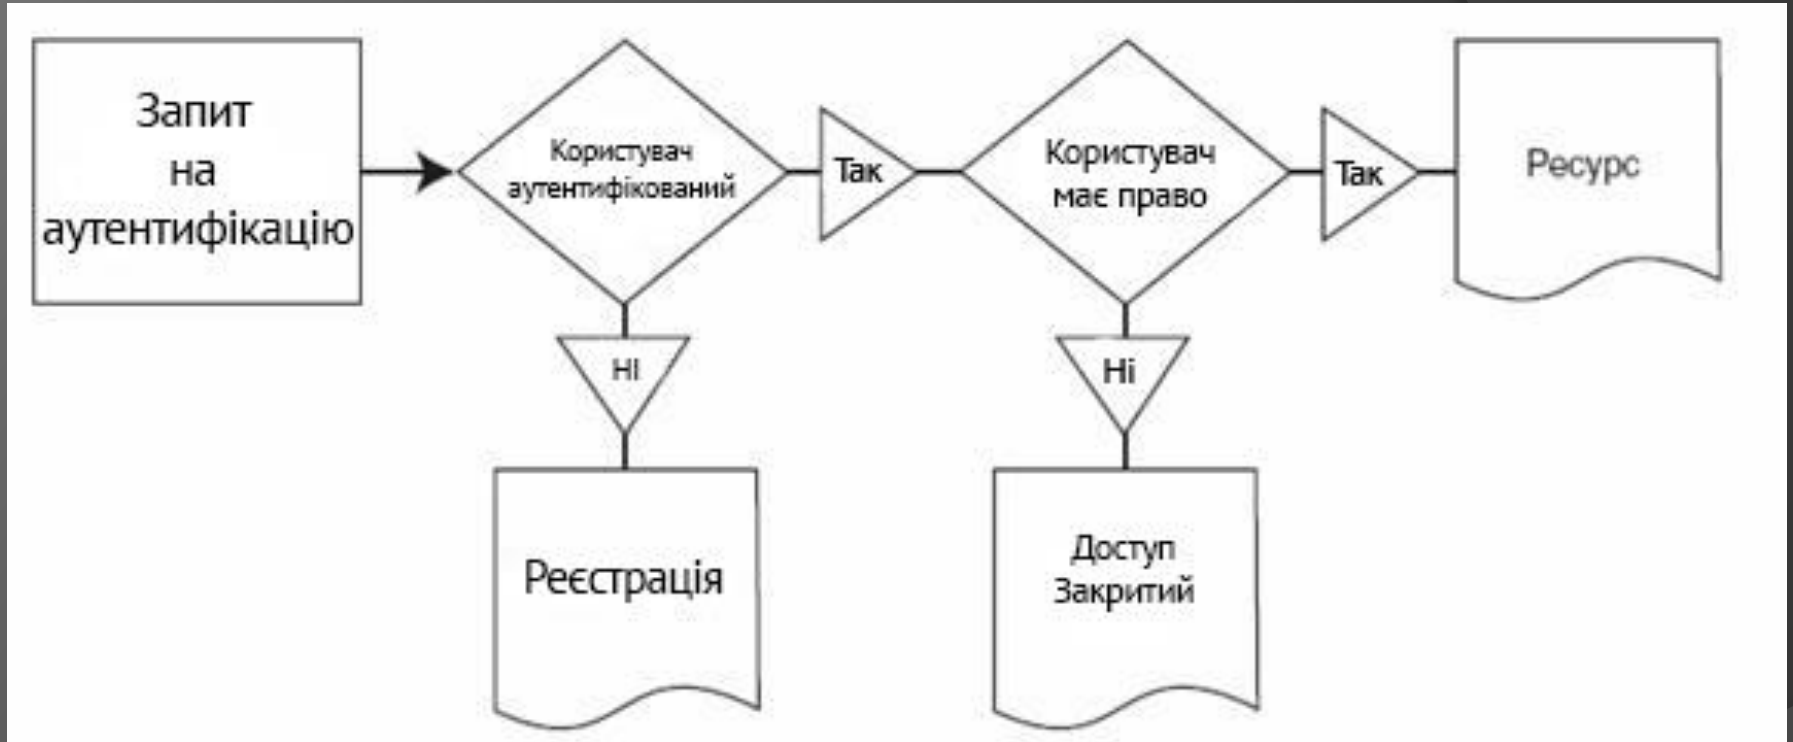 Запит
на
аутентифікацію
Користувач
аутентифікований
Так
Користувач
має право
Так
Ресурс
НІ
Ні
Реєстрація
Доступ
Закритий